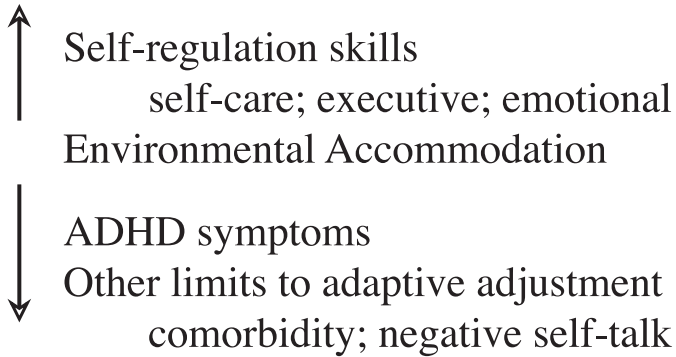 Self-regulation skills
self-care; executive; emotional
Environmental Accommodation
ADHD symptoms
Other limits to adaptive adjustment
comorbidity; negative self-talk